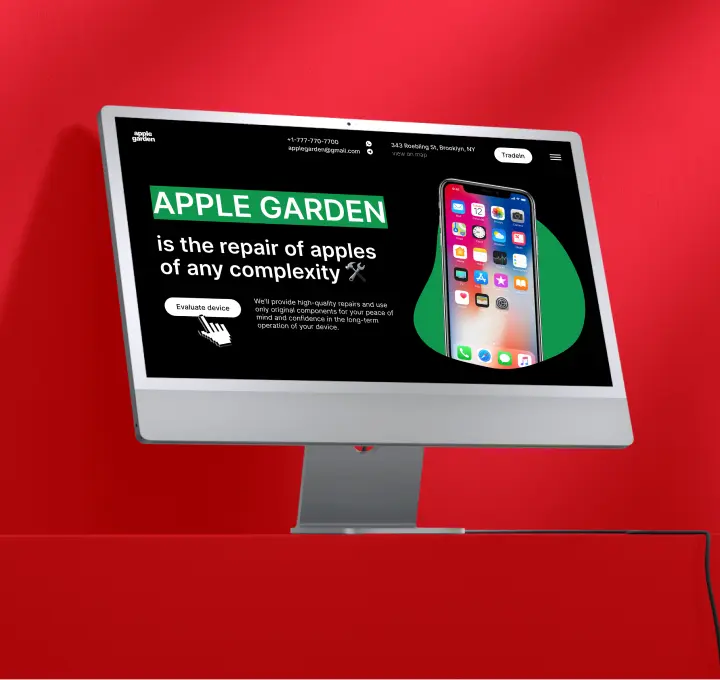 apple
garden
+1-777-770-7700
applegarden@gmail.com
343 Roebling St, Brooklyn, NY
view on map
TradeIn
APPLE GARDEN
is the repair of apples
of any complexity
Evaluate device
We'll provide high-quality repairs and use
only original components for your peace of
mind and confidence in the long-term
operation of your device.
12